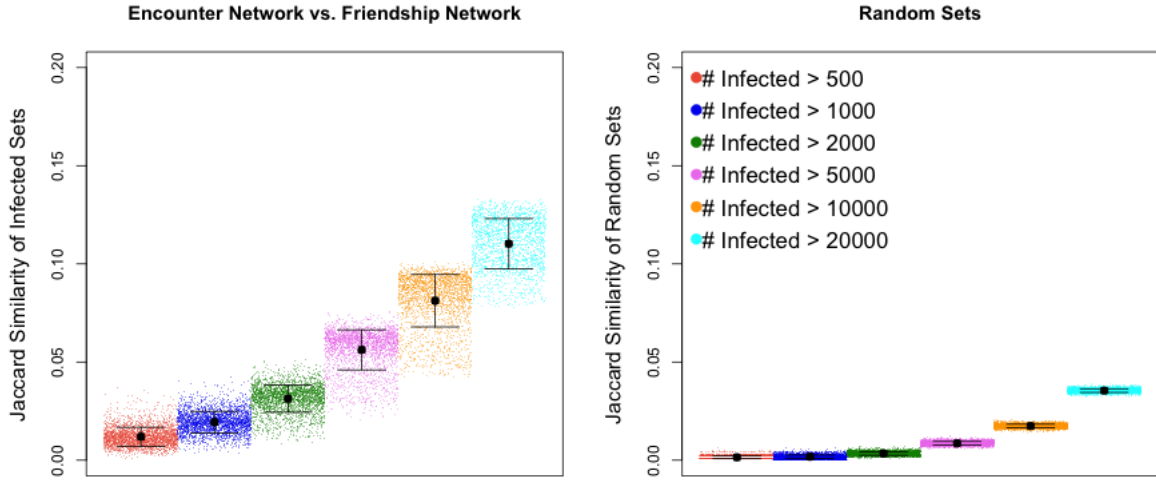 Encounter Network vs. Friendship Network
Jaccard Similarity of Infected Sets
0.20
0.15
0.10
0.05
0.00
Random Sets
Jaccard Similarity of Random Sets
0.20
0.15
0.10
0.05
0.00
# Infected > 500
# Infected > 1000
# Infected > 2000
# Infected > 5000
# Infected > 10000
# Infected > 20000